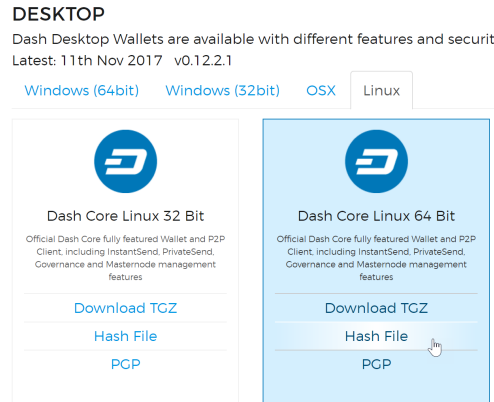 DESKTOP
Dash Desktop Wallets are available with different features and securit
Latest: 11th Nov 2017 v0.12.2.1
Windows (64bit) Windows (32bit) OSX Linux
Dash Core Linux 32 Bit
Official Dash Core fully featured Wallet and P2P
Client, including InstantSend, PrivateSend,
Governance and Masternode management
features
Download TGZ
Hash File
PGP
Dash Core Linux 64 Bit
Official Dash Core fully featured Wallet and P2P
Client, including InstantSend, PrivateSend,
Governance and Masternode management
features
Download TGZ
Hash File
PGP